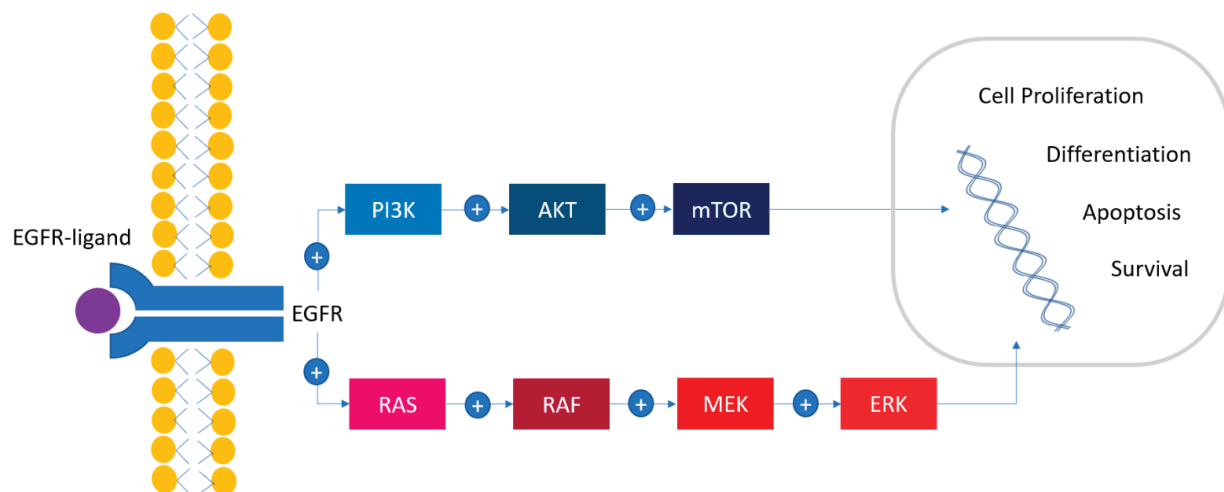 EGFR-ligand
EGFR
+
PI3K
+
AKT
+
mTOR
+
RAS
+
RAF
+
MEK
+
ERK
Cell Proliferation
Differentiation
Apoptosis
Survival